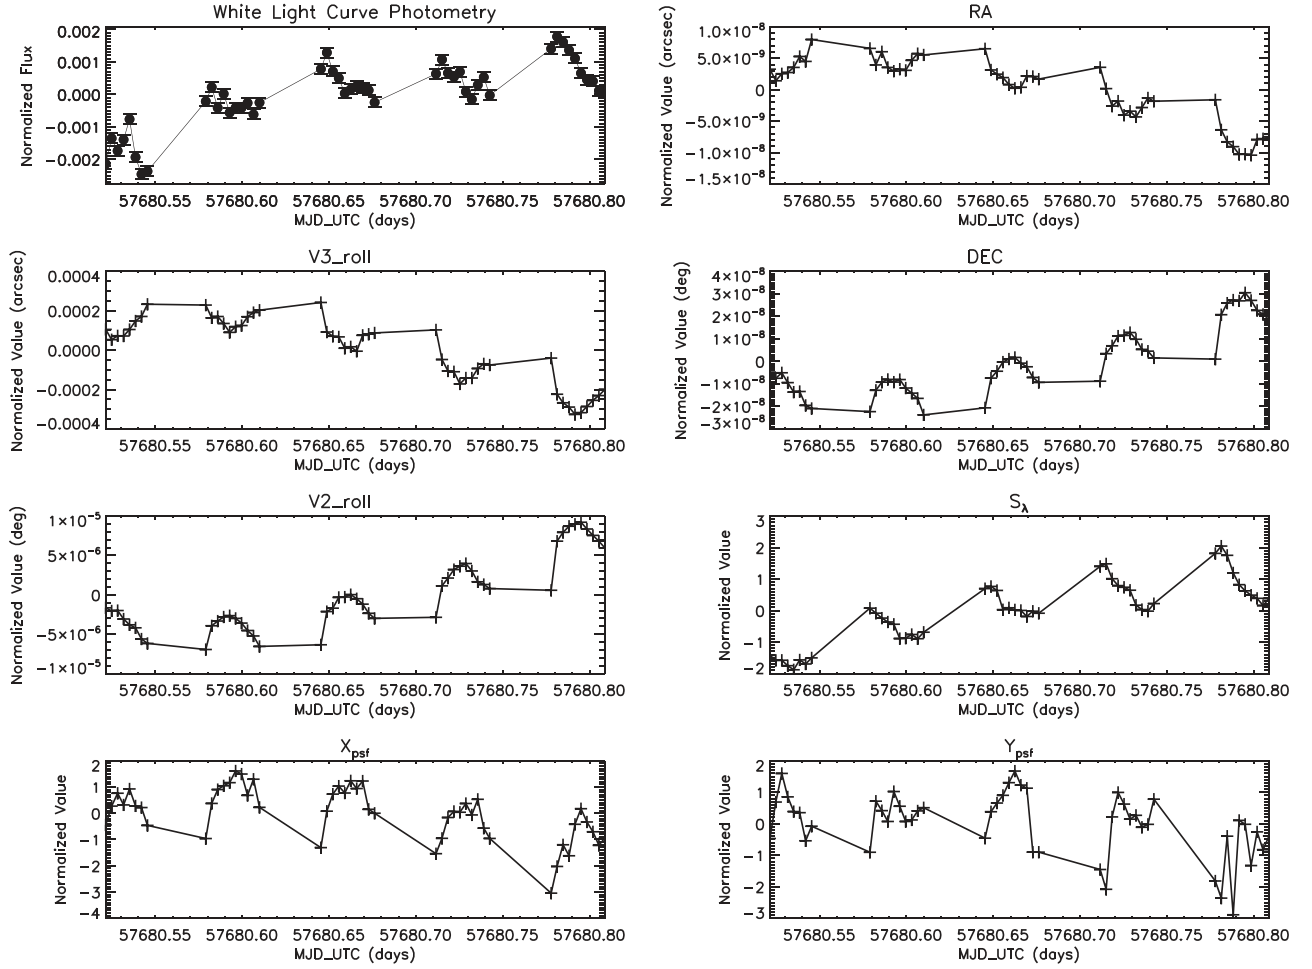 White Light Curve Photometry
Normalized Flux
0.002
0.001
0.000
−0.001
−0.002
57680.55 57680.60 57680.65 57680.70 57680.75 57680.80
MJD_UTC (days)
RA
Normalized Value (arcsec)
1.0×10⁻⁸
5.0×10⁻⁹
0
−5.0×10⁻⁹
−1.0×10⁻⁸
−1.5×10⁻⁸
57680.55 57680.60 57680.65 57680.70 57680.75 57680.80
MJD_UTC (days)
V3_roll
Normalized Value (arcsec)
0.0004
0.0002
0.0000
−0.0002
−0.0004
57680.55 57680.60 57680.65 57680.70 57680.75 57680.80
MJD_UTC (days)
DEC
Normalized Value (deg)
4×10⁻⁸
3×10⁻⁸
2×10⁻⁸
1×10⁻⁸
0
−1×10⁻⁸
−2×10⁻⁸
−3×10⁻⁸
57680.55 57680.60 57680.65 57680.70 57680.75 57680.80
MJD_UTC (days)
V2_roll
Normalized Value (deg)
1×10⁻⁵
5×10⁻⁶
0
−5×10⁻⁶
−1×10⁻⁵
57680.55 57680.60 57680.65 57680.70 57680.75 57680.80
MJD_UTC (days)
S_λ
Normalized Value
3
2
1
0
−1
−2
57680.55 57680.60 57680.65 57680.70 57680.75 57680.80
MJD_UTC (days)
X_psf
Normalized Value
2
1
0
−1
−2
−3
−4
57680.55 57680.60 57680.65 57680.70 57680.75 57680.80
MJD_UTC (days)
Y_psf
Normalized Value
2
1
0
−1
−2
−3
57680.55 57680.60 57680.65 57680.70 57680.75 57680.80
MJD_UTC (days)